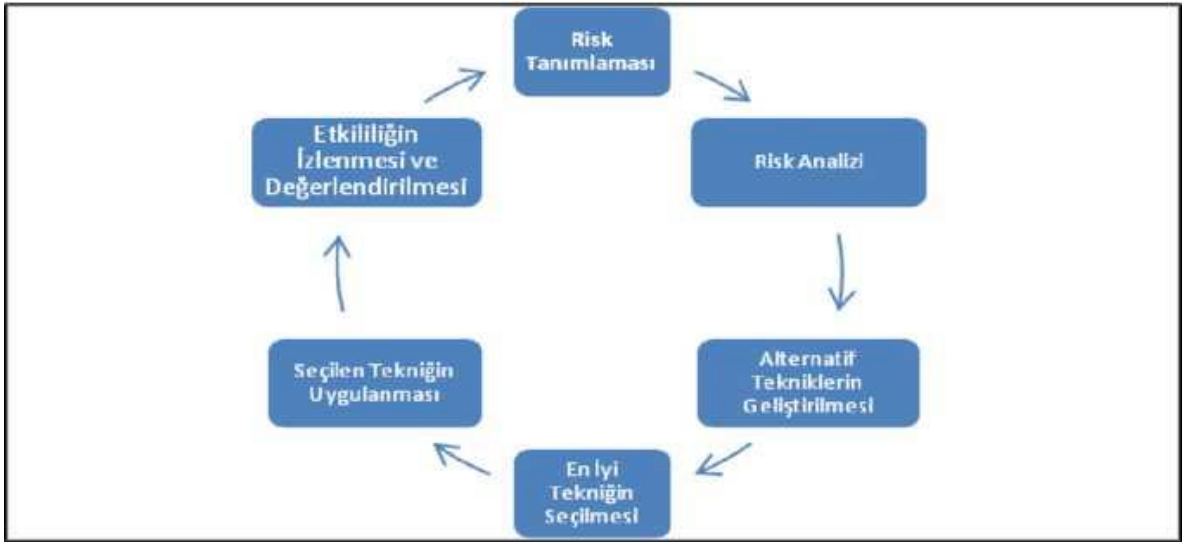 Risk
Tanımlaması
Risk Analizi
Alternatif
Tekniklerin
Geliştirilmesi
En İyi
Tekniğin
Seçilmesi
Seçilen Tekniğin
Uygulanması
Etkililiğin
İzlenmesi ve
Değerlendirilmesi